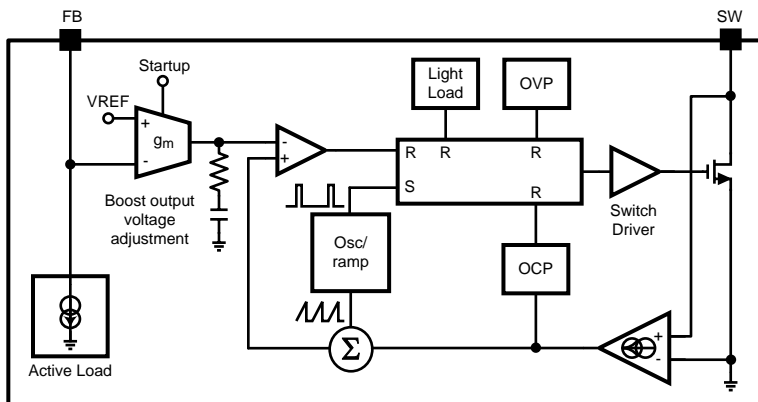 FB
SW
Startup
VREF
+
gm
-
Light
Load
OVP
-
+
R
R
R
S
R
Boost output
voltage
adjustment
Osc/
ramp
OCP
Switch
Driver
Σ
+
-
Active Load